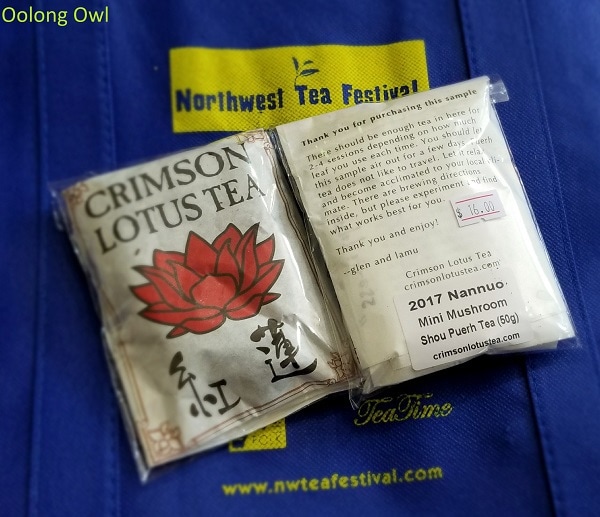 Oolong Owl
Northwest Tea Festival
CRIMSON
LOTUS TEA
紅蓮
Thank you for purchasing this sample
There should be enough tea in here for
2-4 sessions depending on how much
leaf you use each time. You should let
this sample air out for a few days. Puerh
tea does not like to travel. Let it relax
and become acclimated to your local cli-
mate. There are brewing directions
inside, but please experiment and find
what works best for you.
$ 16.00
Thank you and enjoy!
--glen and lamu
Crimson Lotus Tea
crimsonlotustea.com
2017 Nannuo
Mini Mushroom
Shou Puerh Tea (50g)
crimsonlotustea.com
TeaTime
www.nwteafestival.com